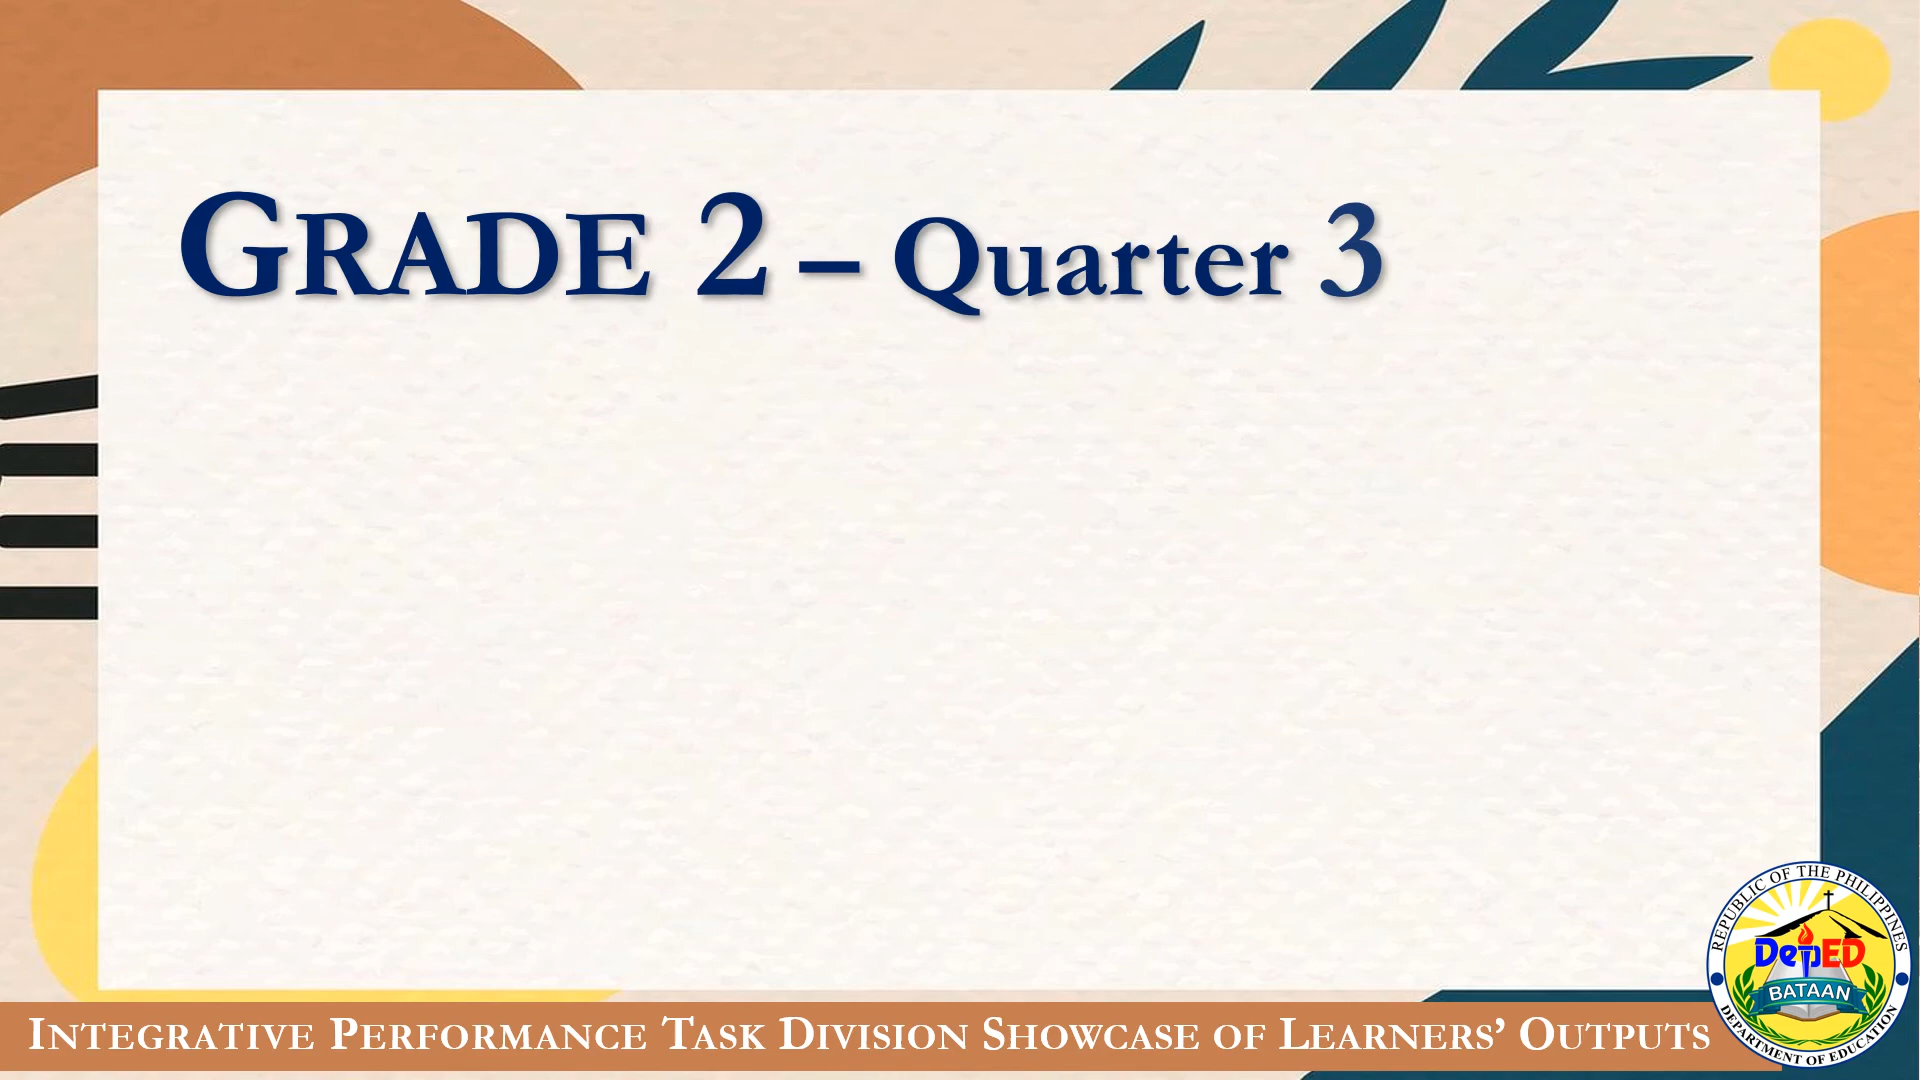 GRADE 2 – Quarter 3
INTEGRATIVE PERFORMANCE TASK DIVISION SHOWCASE OF LEARNERS’ OUTPUTS
REPUBLIC OF THE PHILIPPINES
DepED
BATAAN
DEPARTMENT OF EDUCATION